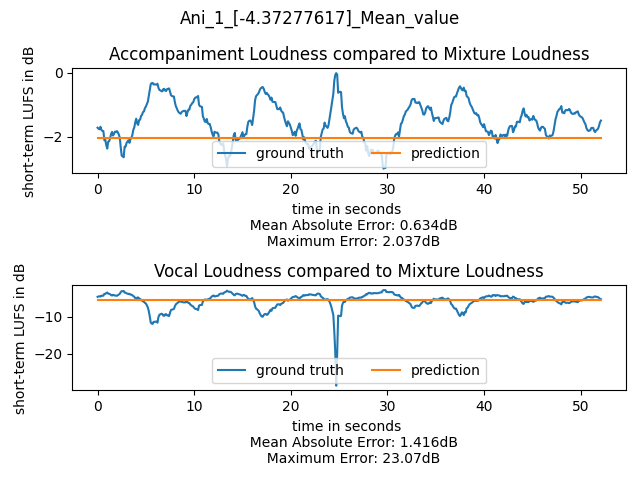 Ani_1_[-4.37277617]_Mean_value
Accompaniment Loudness compared to Mixture Loudness
short-term LUFS in dB
0
−2
ground truth
prediction
0
10
20
30
40
50
time in seconds
Mean Absolute Error: 0.634dB
Maximum Error: 2.037dB
Vocal Loudness compared to Mixture Loudness
short-term LUFS in dB
−10
−20
ground truth
prediction
0
10
20
30
40
50
time in seconds
Mean Absolute Error: 1.416dB
Maximum Error: 23.07dB